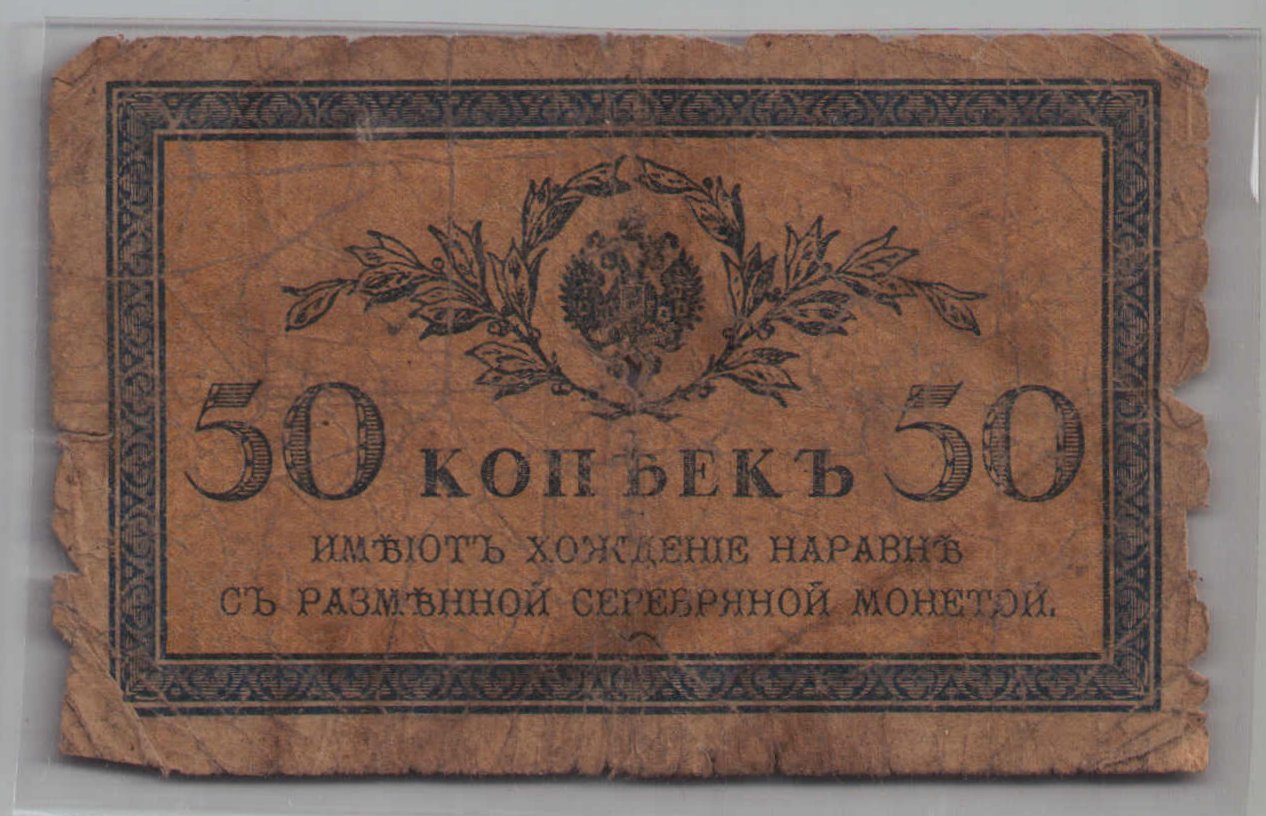 50 КОПѢЕКЪ 50
ИМѢЮТЪ ХОЖДЕНІЕ НАРАВНѢ
СЪ РАЗМѢННОЙ СЕРЕБРЯНОЙ МОНЕТОЙ.